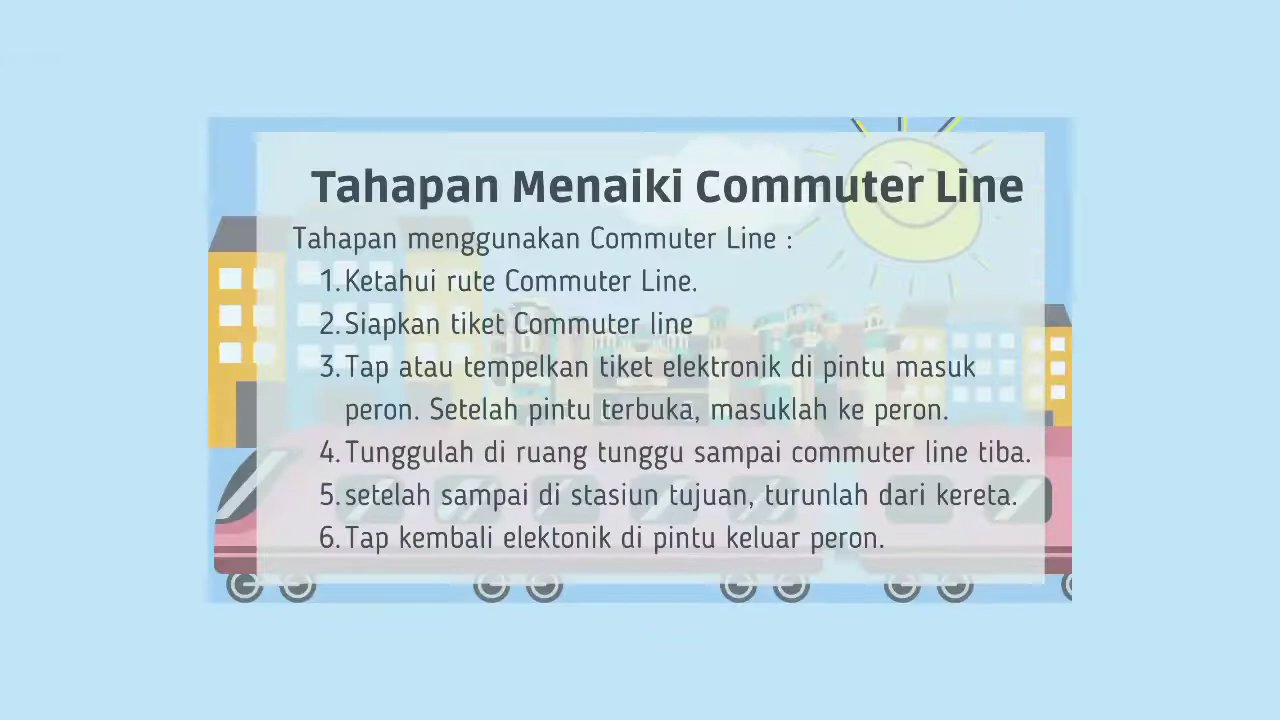 Tahapan Menaiki Commuter Line
Tahapan menggunakan Commuter Line :
1. Ketahui rute Commuter Line.
2. Siapkan tiket Commuter line
3. Tap atau tempelkan tiket elektronik di pintu masuk
peron. Setelah pintu terbuka, masuklah ke peron.
4. Tunggulah di ruang tunggu sampai commuter line tiba.
5. setelah sampai di stasiun tujuan, turunlah dari kereta.
6. Tap kembali elektonik di pintu keluar peron.